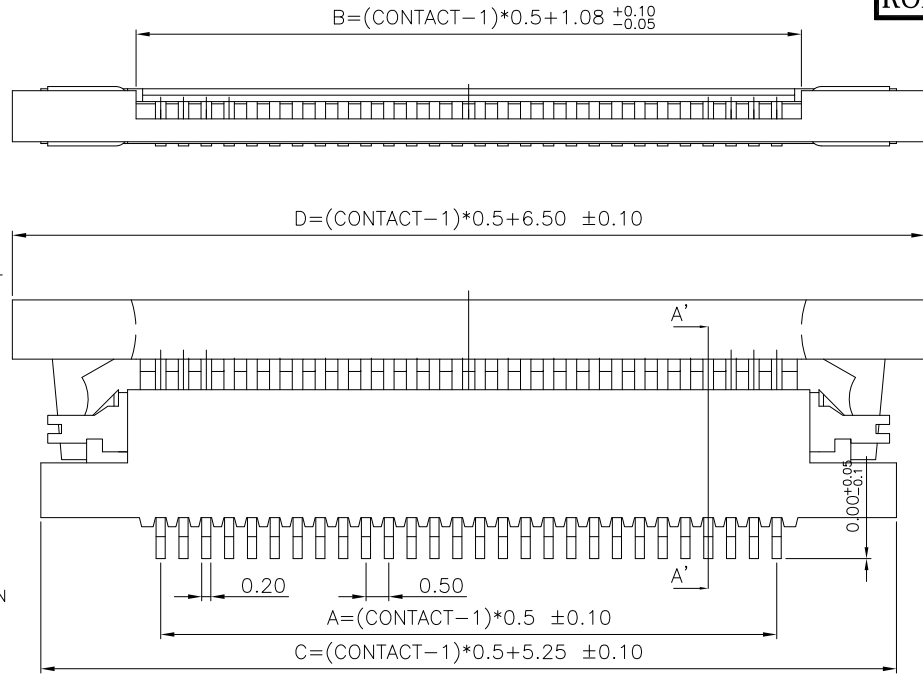 B=(CONTACT-1)*0.5+1.08 +0.10 -0.05
D=(CONTACT-1)*0.5+6.50 ±0.10
A'
0.00 +0.05 -0.1
A'
0.20
0.50
A=(CONTACT-1)*0.5 ±0.10
C=(CONTACT-1)*0.5+5.25 ±0.10